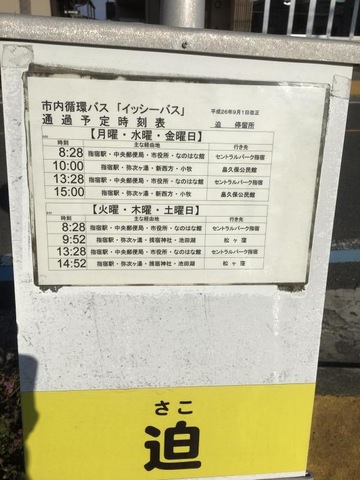 市内循環バス 「イッシーバス」 平成26年9月1日改正
通過予定時刻表 迫 停留所
【月曜・水曜・金曜日】
時刻 主な経由地 行き先
8:28 指宿駅・中央郵便局・市役所・なのはな館 セントラルパーク指宿
10:00 指宿駅・弥次ヶ湯・新西方・小牧 畠久保公民館
13:28 指宿駅・中央郵便局・市役所・なのはな館 セントラルパーク指宿
15:00 指宿駅・弥次ヶ湯・新西方・小牧 畠久保公民館
【火曜・木曜・土曜日】
時刻 主な経由地 行き先
8:28 指宿駅・中央郵便局・市役所・なのはな館 セントラルパーク指宿
9:52 指宿駅・弥次ヶ湯・揖宿神社・池田湖 松ヶ窪
13:28 指宿駅・中央郵便局・市役所・なのはな館 セントラルパーク指宿
14:52 指宿駅・弥次ヶ湯・揖宿神社・池田湖 松ヶ窪
さこ
迫